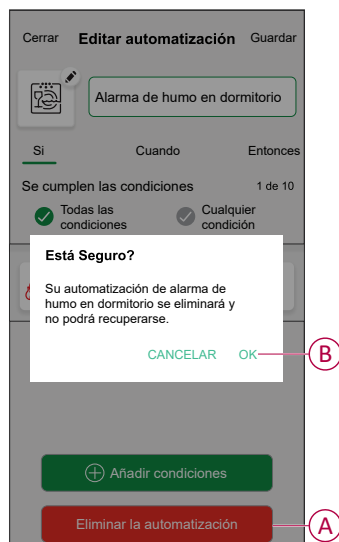 Cerrar Editar automatización Guardar
Alarma de humo en dormitorio
Si Cuando Entonces
Se cumplen las condiciones 1 de 10
Todas las condiciones
Cualquier condición
Está Seguro?
Su automatización de alarma de
humo en dormitorio se eliminará y
no podrá recuperarse.
CANCELAR OK
B
Añadir condiciones
Eliminar la automatización
A